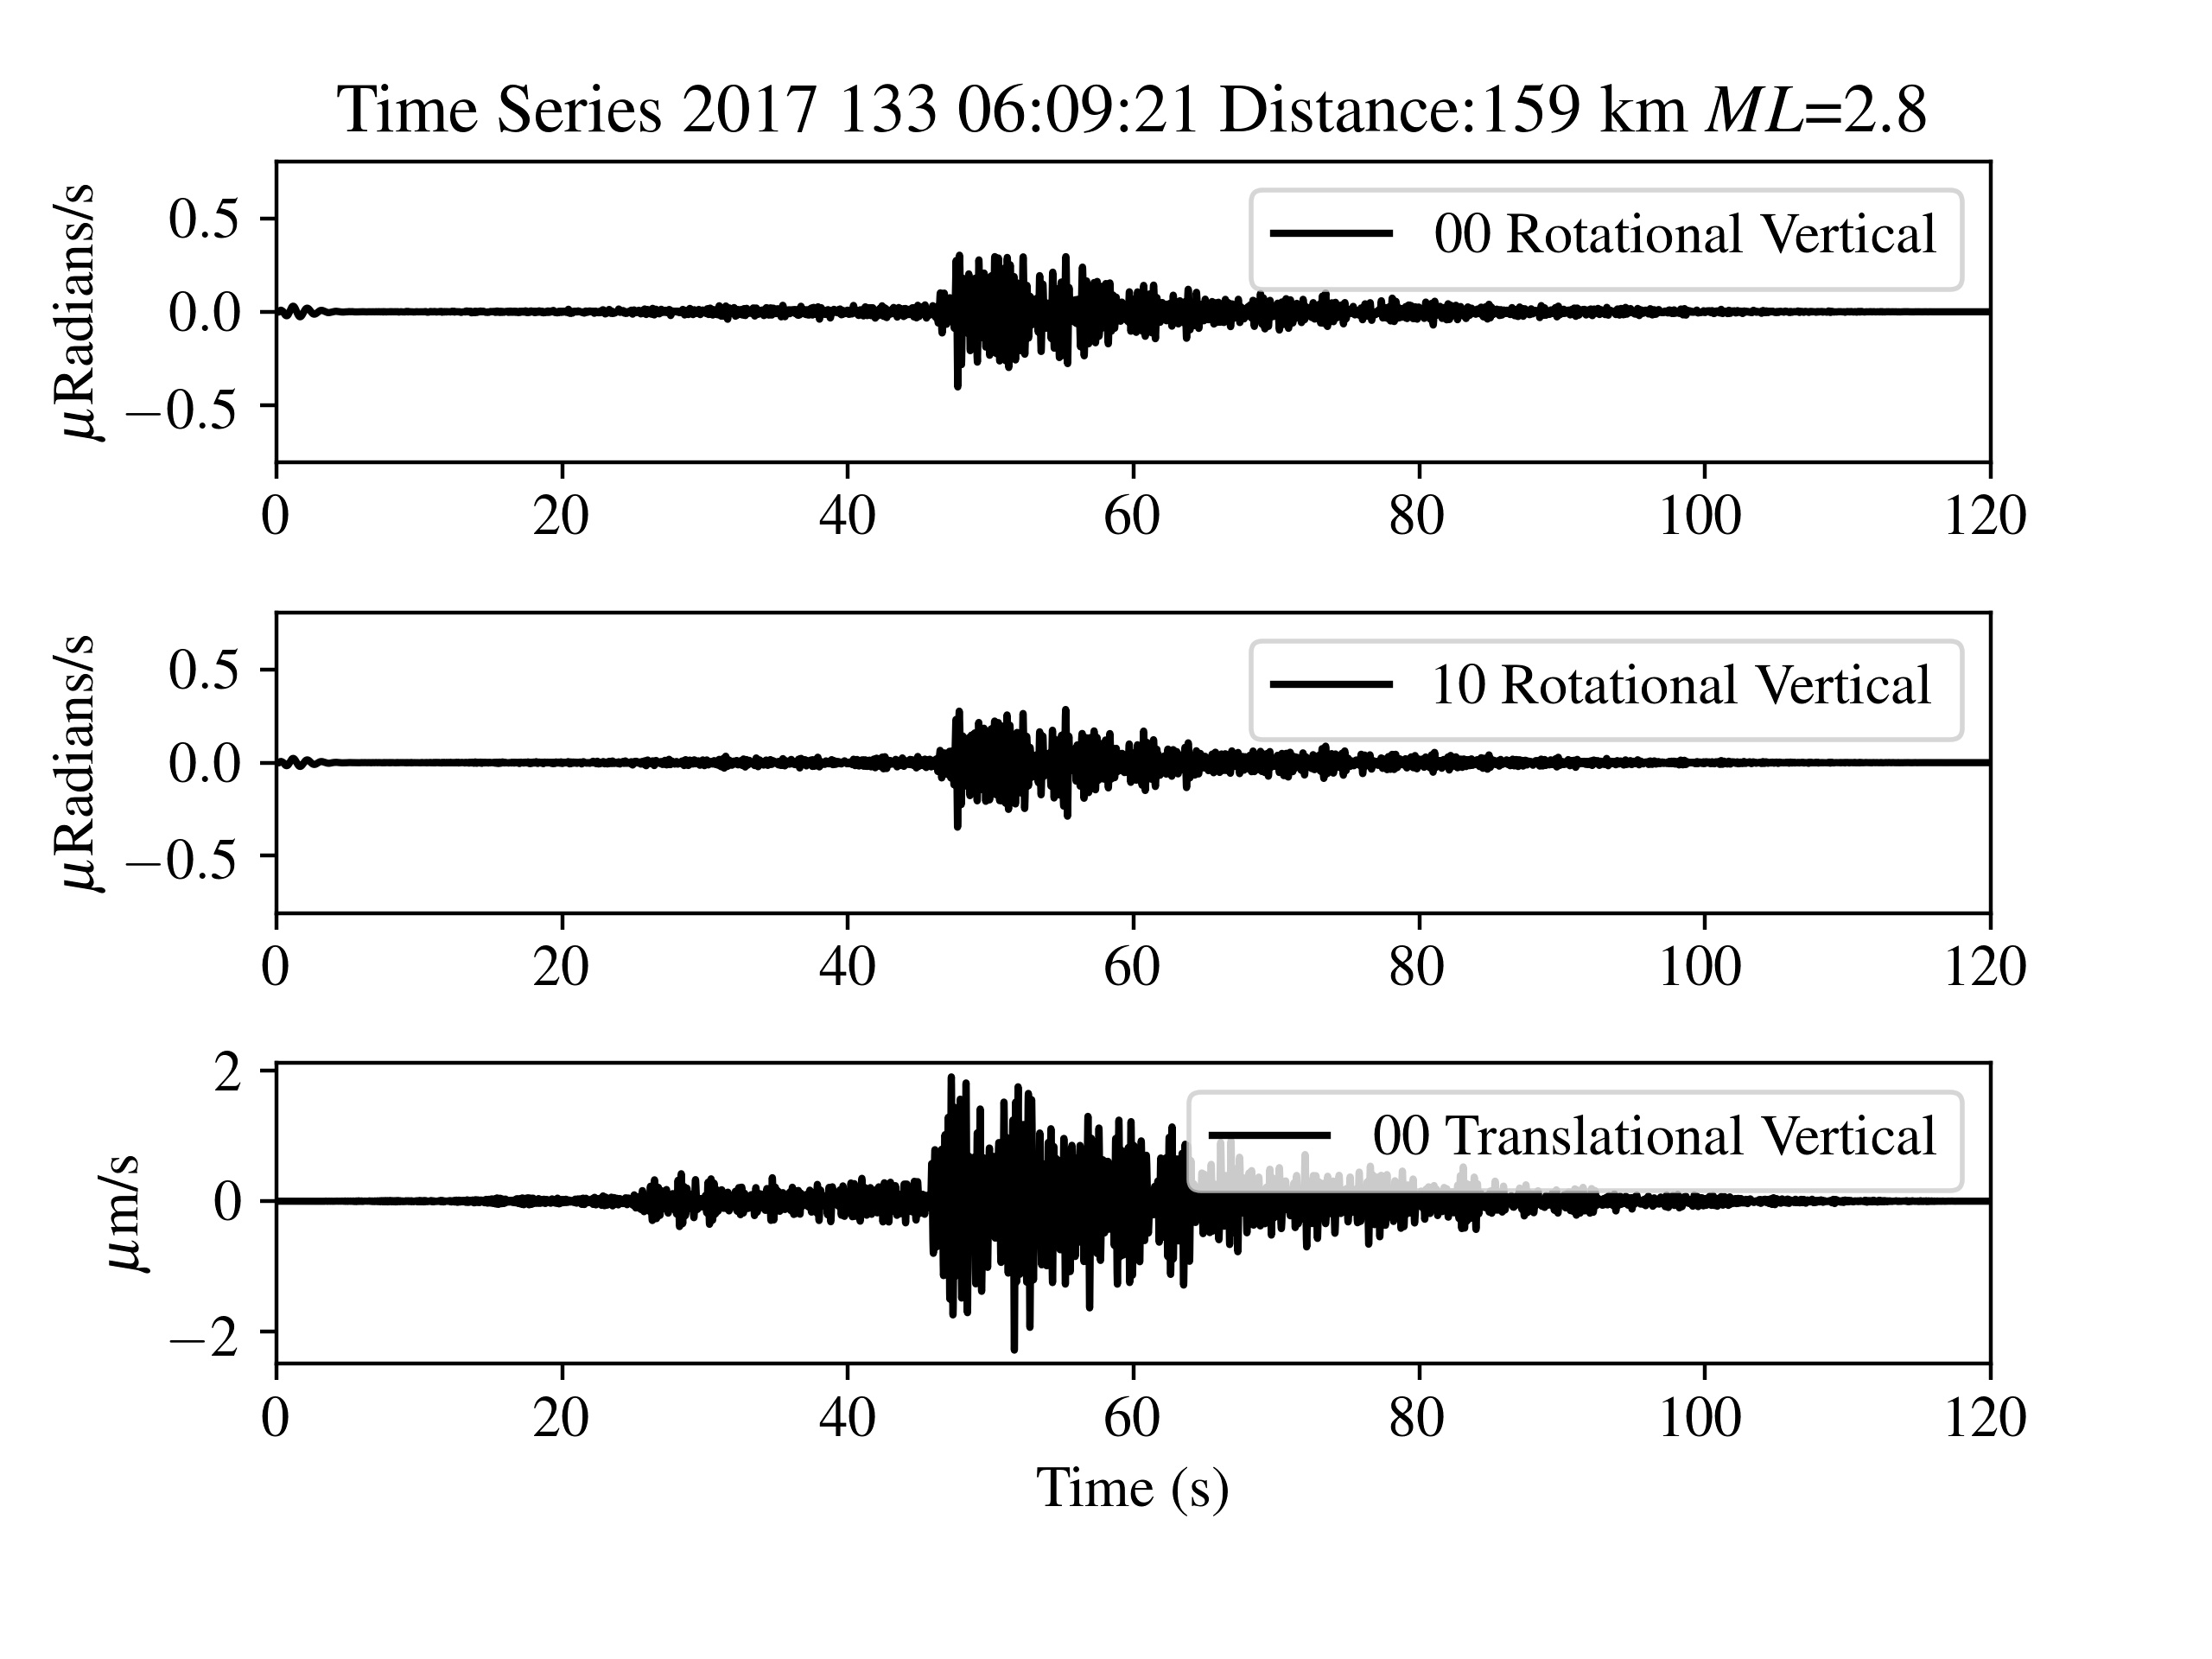 Time Series 2017 133 06:09:21 Distance:159 km ML=2.8
μRadians/s
0.5
0.0
−0.5
00 Rotational Vertical
0 20 40 60 80 100 120
μRadians/s
0.5
0.0
−0.5
10 Rotational Vertical
0 20 40 60 80 100 120
μm/s
2
0
−2
00 Translational Vertical
0 20 40 60 80 100 120
Time (s)